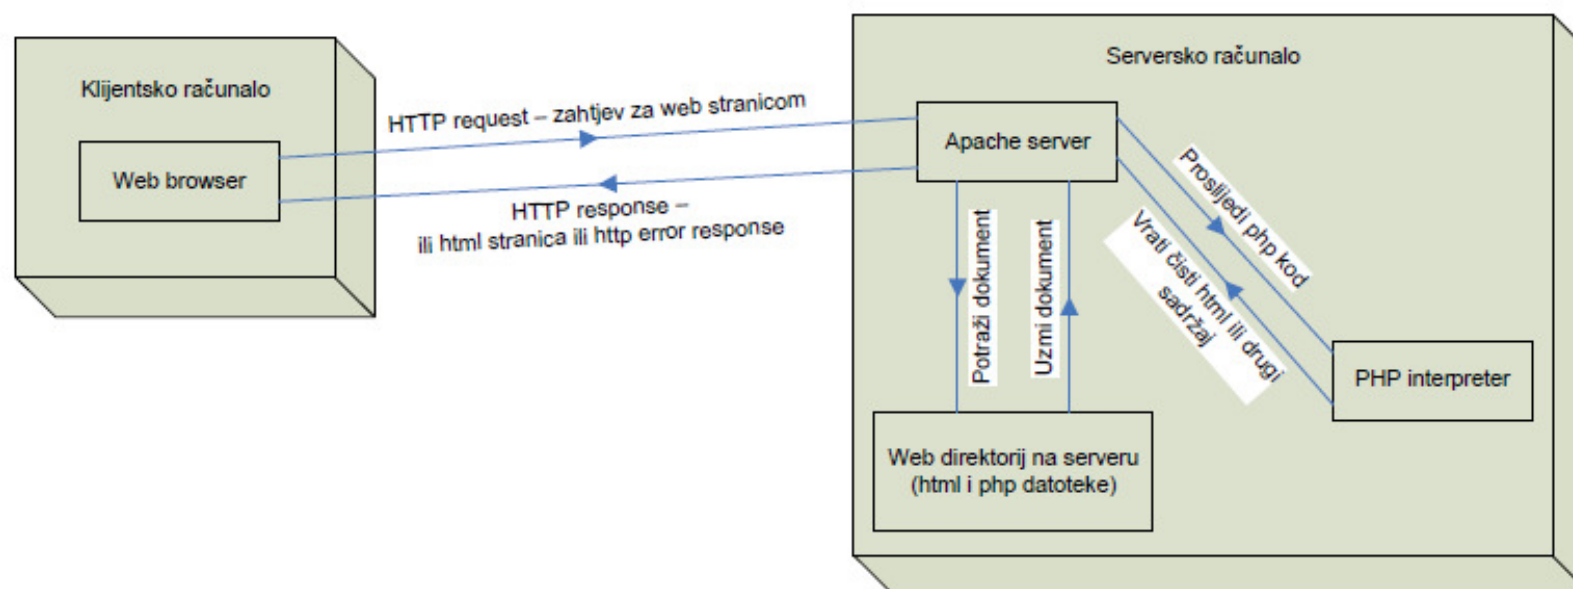 Klijentsko računalo
Web browser
HTTP request – zahtjev za web stranicom
HTTP response –
ili html stranica ili http error response
Serversko računalo
Apache server
Potraži dokument
Uzmi dokument
Proslijedi php kod
Vrati čisti html ili drugi
sadržaj
PHP interpreter
Web direktorij na serveru
(html i php datoteke)